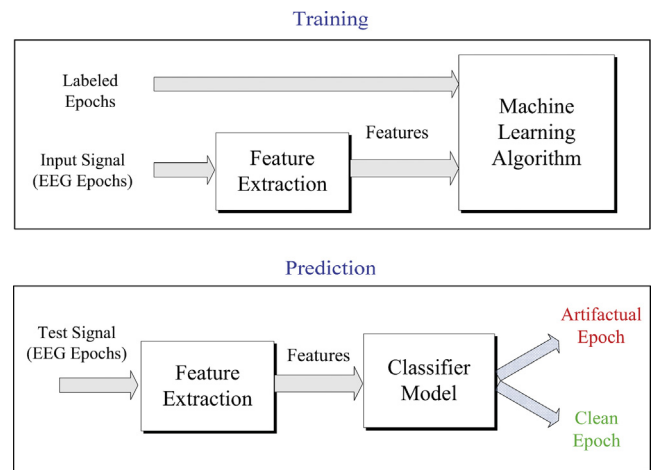 Training
Labeled
Epochs
Input Signal
(EEG Epochs)
Feature
Extraction
Features
Machine
Learning
Algorithm
Prediction
Test Signal
(EEG Epochs)
Feature
Extraction
Features
Classifier
Model
Artifactual
Epoch
Clean
Epoch